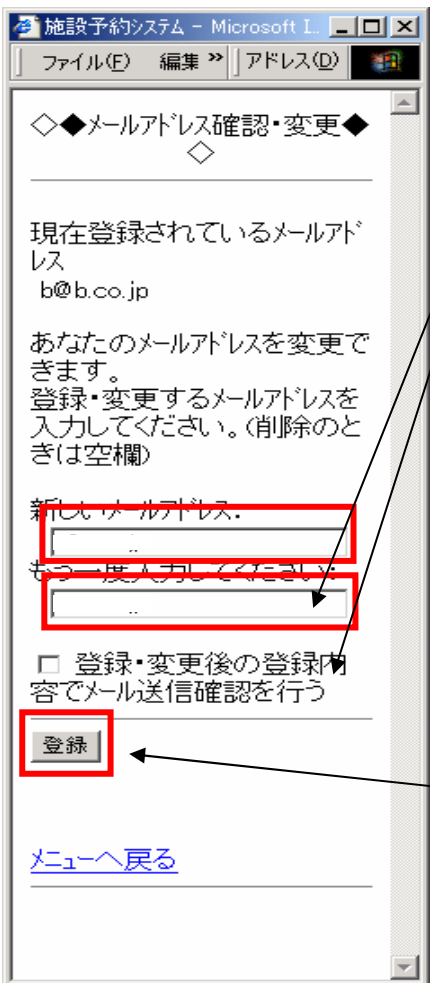 施設予約システム - Microsoft I...
ファイル(F) 編集 » アドレス(D)
◇◆メールアドレス確認・変更◆
◇
現在登録されているメールアド
レス
b@b.co.jp
あなたのメールアドレスを変更で
きます。
登録・変更するメールアドレスを
入力してください。(削除のと
きは空欄)
新しいメールアドレス:
もう一度入力してください:
□ 登録・変更後の登録内
容でメール送信確認を行う
登録
メニューへ戻る